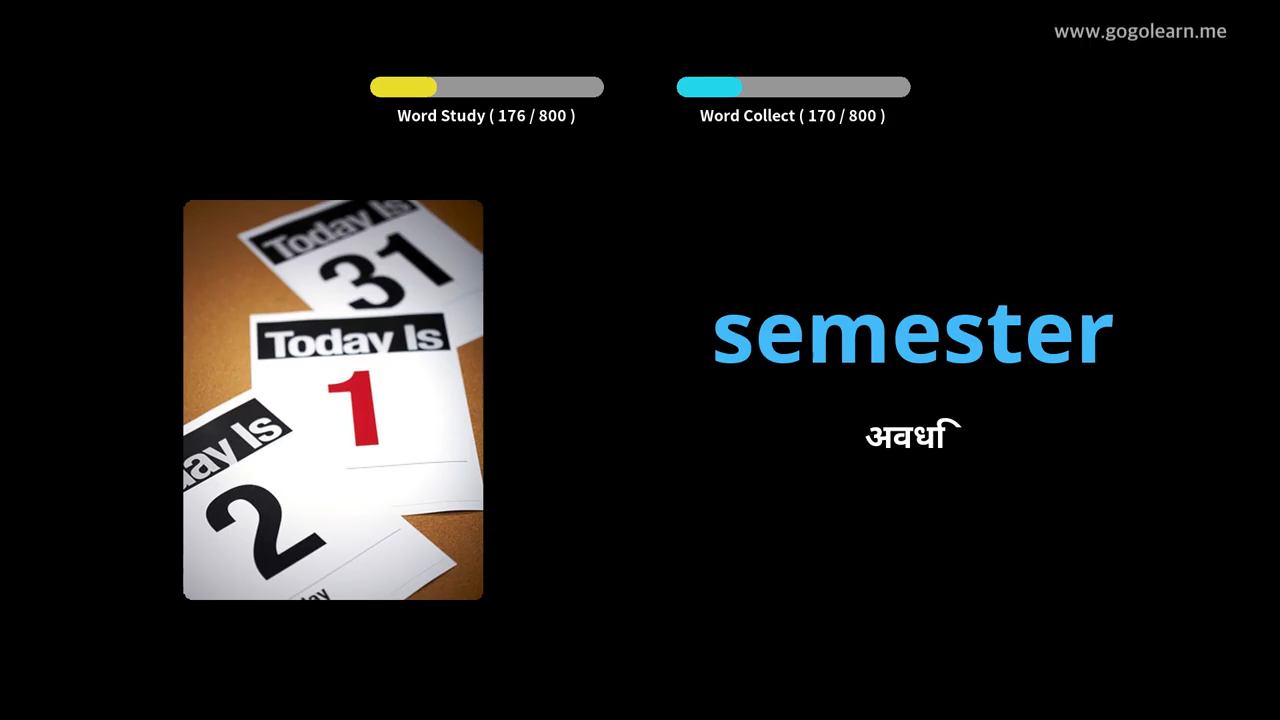 www.gogolearn.me
Word Study ( 176 / 800 )
Word Collect ( 170 / 800 )
Today Is
31
Today Is
1
ay Is
2
ay
semester
अवधि